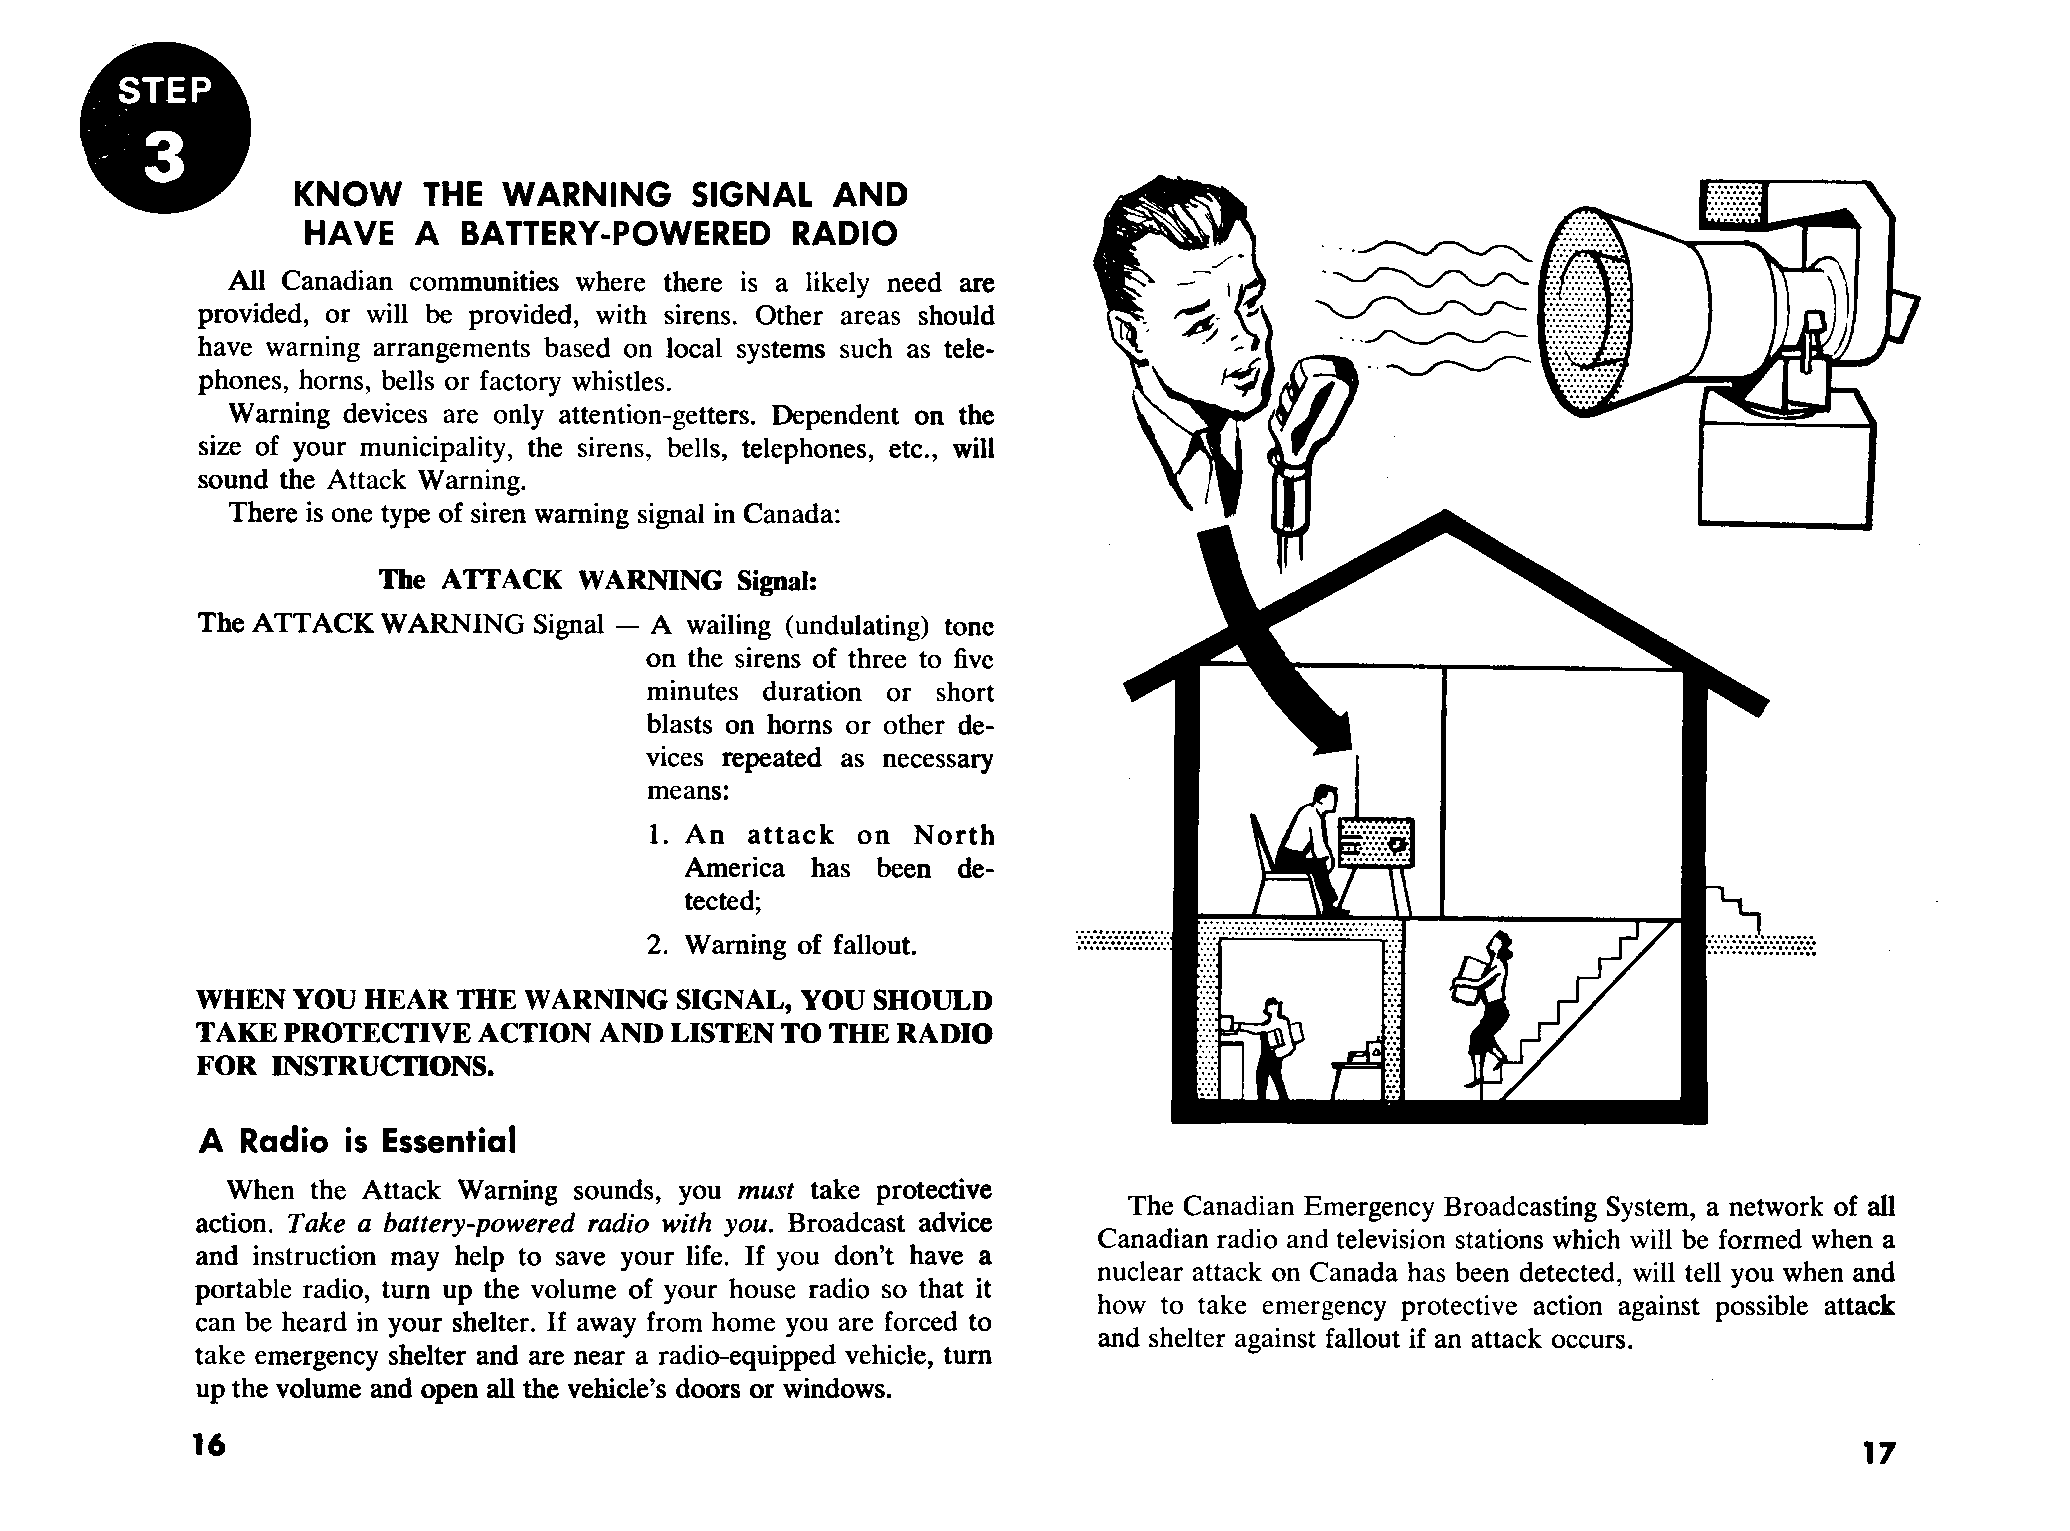 STEP
3
KNOW THE WARNING SIGNAL AND
HAVE A BATTERY-POWERED RADIO
All Canadian communities where there is a likely need are
provided, or will be provided, with sirens. Other areas should
have warning arrangements based on local systems such as tele-
phones, horns, bells or factory whistles.
Warning devices are only attention-getters. Dependent on the
size of your municipality, the sirens, bells, telephones, etc., will
sound the Attack Warning.
There is one type of siren warning signal in Canada:
The ATTACK WARNING Signal:
The ATTACK WARNING Signal — A wailing (undulating) tone
on the sirens of three to five
minutes duration or short
blasts on horns or other de-
vices repeated as necessary
means:
1. An attack on North
America has been de-
tected;
2. Warning of fallout.
WHEN YOU HEAR THE WARNING SIGNAL, YOU SHOULD
TAKE PROTECTIVE ACTION AND LISTEN TO THE RADIO
FOR INSTRUCTIONS.
A Radio is Essential
When the Attack Warning sounds, you must take protective
action. Take a battery-powered radio with you. Broadcast advice
and instruction may help to save your life. If you don't have a
portable radio, turn up the volume of your house radio so that it
can be heard in your shelter. If away from home you are forced to
take emergency shelter and are near a radio-equipped vehicle, turn
up the volume and open all the vehicle's doors or windows.
16
The Canadian Emergency Broadcasting System, a network of all
Canadian radio and television stations which will be formed when a
nuclear attack on Canada has been detected, will tell you when and
how to take emergency protective action against possible attack
and shelter against fallout if an attack occurs.
17